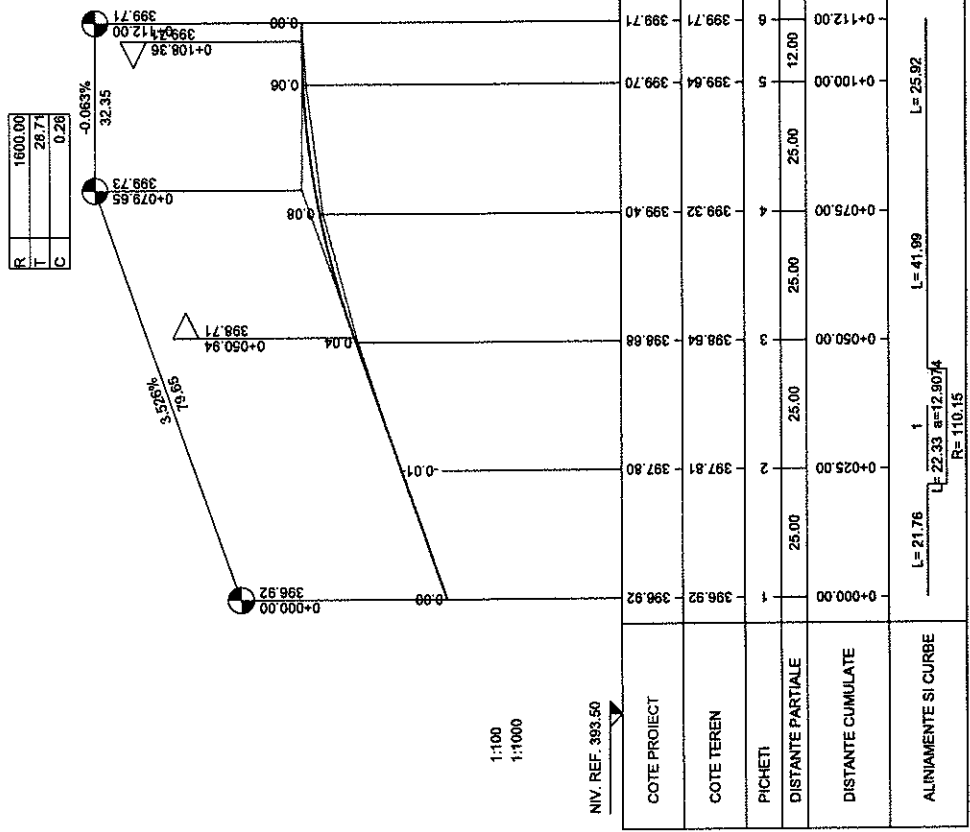 R 1600.00
T 28.71
C 0.26
-0.063%
32.35
3.526%
79.65
0+000.00
396.92
0+050.94
398.71
0+079.65
399.73
0+108.36
399.71
0+112.00
399.71
0.00
-0.01
0.04
0.08
0.06
0.00
1:100
1:1000
NIV. REF. 393.50
COTE PROIECT 396.92 397.80 398.68 399.40 399.70 399.71
COTE TEREN 396.92 397.81 398.64 399.32 399.64 399.71
PICHETI 1 2 3 4 5 6
DISTANTE PARTIALE 25.00 25.00 25.00 25.00 12.00
DISTANTE CUMULATE 0+000.00 0+025.00 0+050.00 0+075.00 0+100.00 0+112.00
ALINIAMENTE SI CURBE
L= 21.76
1
L= 22.33 a=12.9074
R= 110.15
L= 41.99
L= 25.92